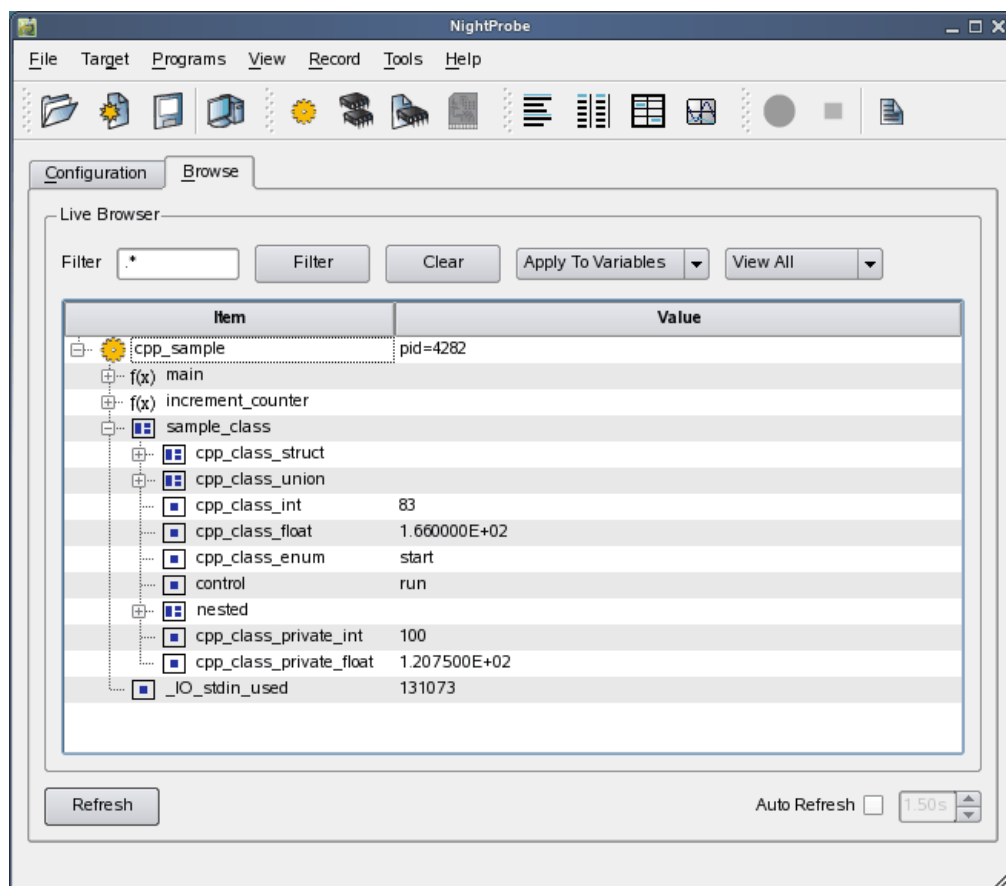 NightProbe
File Target Programs View Record Tools Help
Configuration Browse
Live Browser
Filter .* Filter Clear Apply To Variables View All
Item Value
cpp_sample pid=4282
f(x) main
f(x) increment_counter
sample_class
cpp_class_struct
cpp_class_union
cpp_class_int 83
cpp_class_float 1.660000E+02
cpp_class_enum start
control run
nested
cpp_class_private_int 100
cpp_class_private_float 1.207500E+02
_IO_stdin_used 131073
Refresh Auto Refresh 1.50s